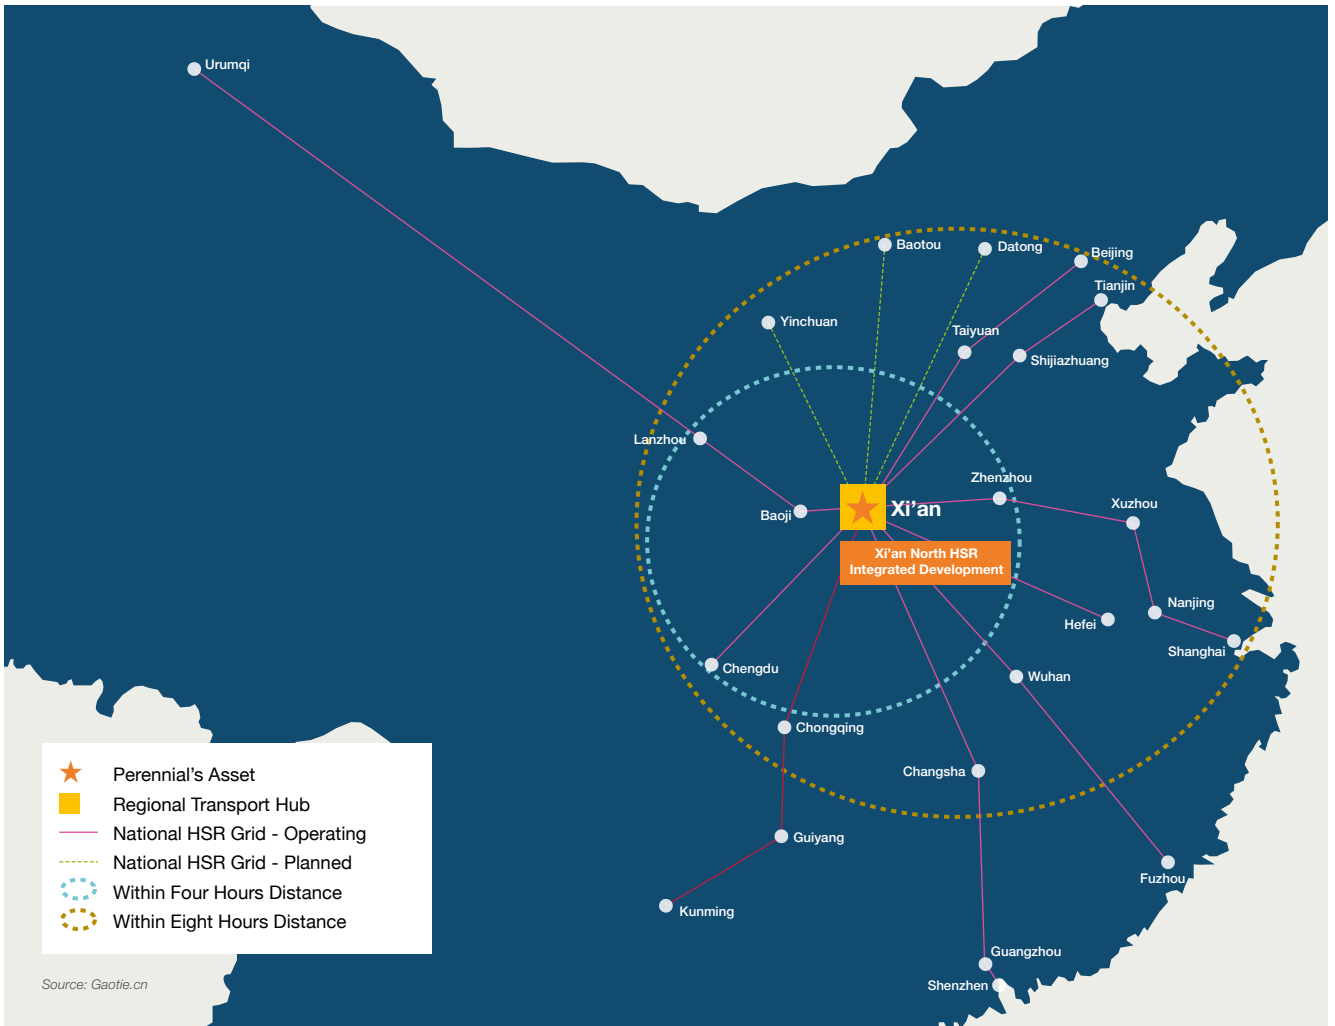 Urumqi
Baotou
Datong
Beijing
Tianjin
Yinchuan
Taiyuan
Shijiazhuang
Lanzhou
Zhenzhou
Xuzhou
Baoji
Xi’an
Xi’an North HSR
Integrated Development
Nanjing
Hefei
Shanghai
Chengdu
Wuhan
Chongqing
Changsha
Guiyang
Fuzhou
Kunming
Guangzhou
Shenzhen
Perennial’s Asset
Regional Transport Hub
National HSR Grid - Operating
National HSR Grid - Planned
Within Four Hours Distance
Within Eight Hours Distance
Source: Gaotie.cn